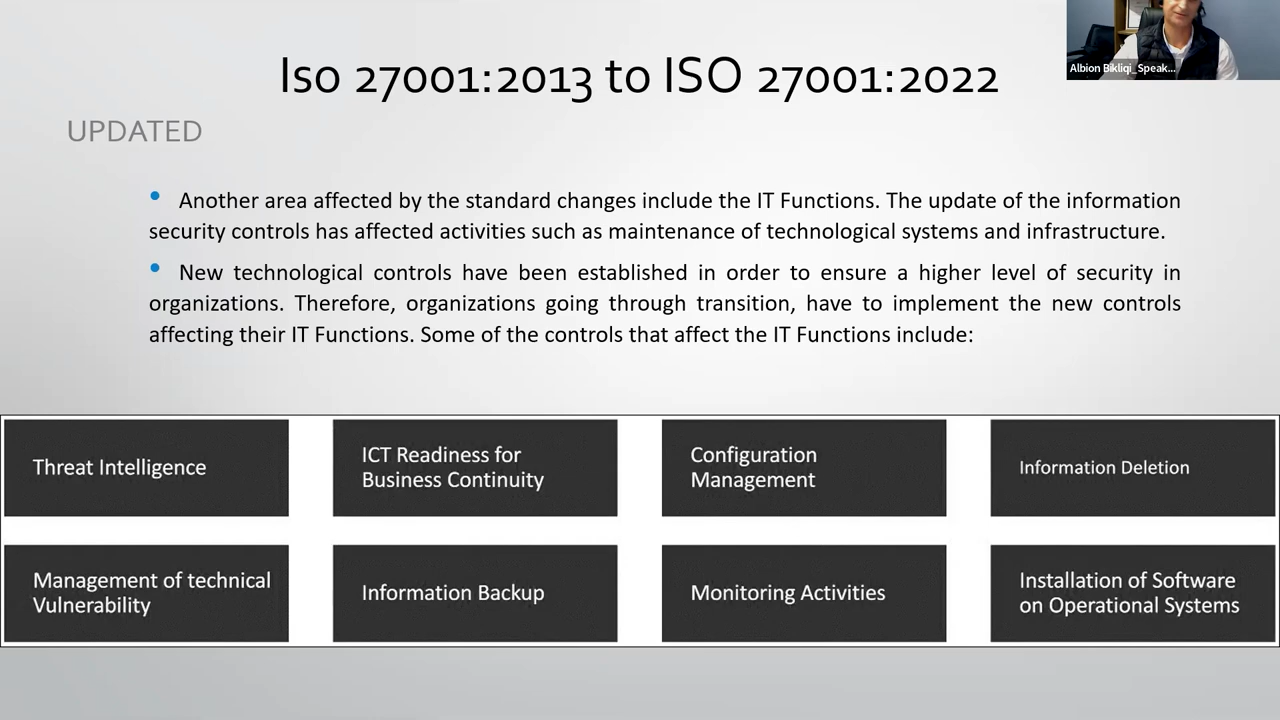 Iso 27001:2013 to ISO 27001:2022
Albion Bikliqi_Speak...
UPDATED
• Another area affected by the standard changes include the IT Functions. The update of the information
security controls has affected activities such as maintenance of technological systems and infrastructure.
• New technological controls have been established in order to ensure a higher level of security in
organizations. Therefore, organizations going through transition, have to implement the new controls
affecting their IT Functions. Some of the controls that affect the IT Functions include:
Threat Intelligence
ICT Readiness for
Business Continuity
Configuration
Management
Information Deletion
Management of technical
Vulnerability
Information Backup
Monitoring Activities
Installation of Software
on Operational Systems